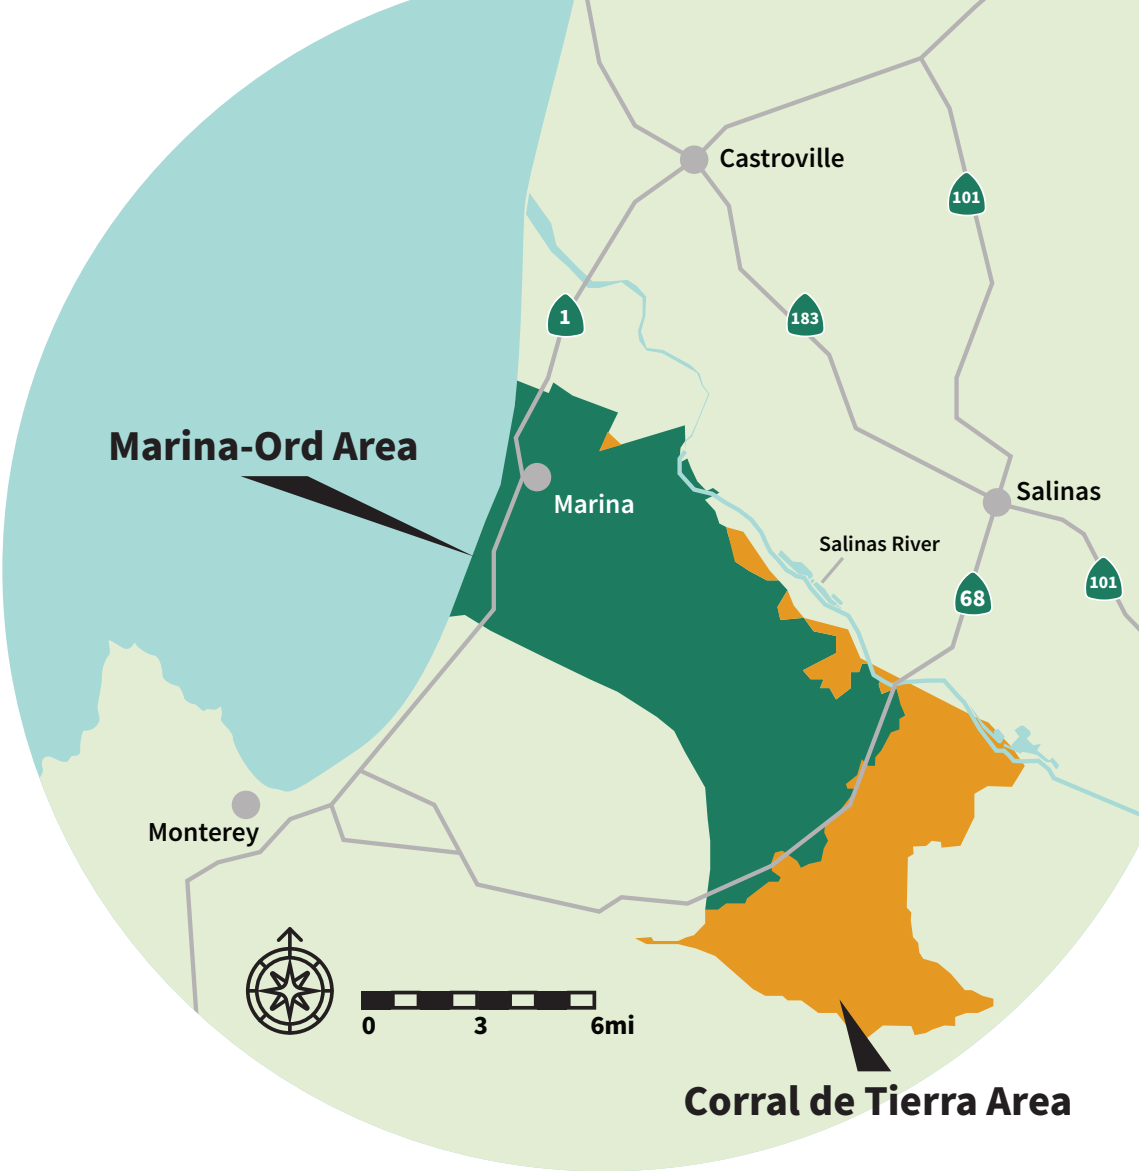 Castroville
101
1
183
Marina-Ord Area
Marina
Salinas
Salinas River
68
101
Monterey
0 3 6mi
Corral de Tierra Area